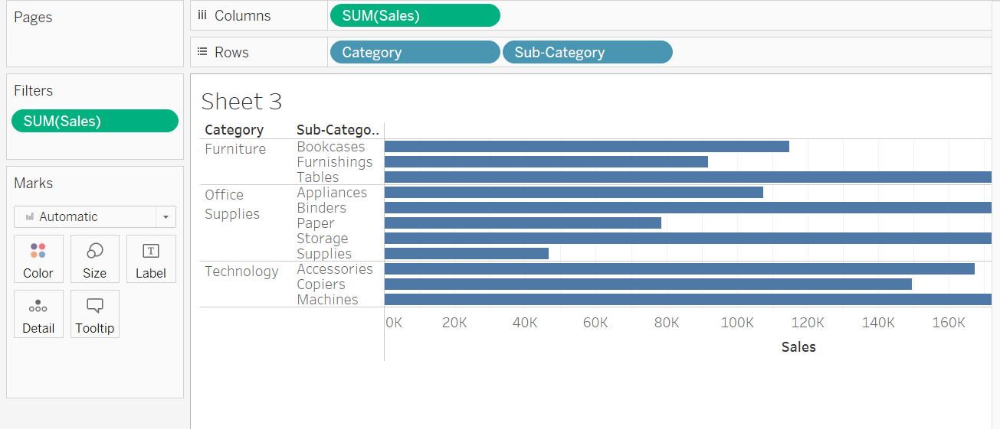 Pages
Columns SUM(Sales)
Rows Category Sub-Category
Filters
SUM(Sales)
Marks
Automatic
Color Size T Label
Detail Tooltip
Sheet 3
Category Sub-Catego..
Furniture Bookcases
Furnishings
Tables
Office Supplies Appliances
Binders
Paper
Storage
Supplies
Technology Accessories
Copiers
Machines
0K 20K 40K 60K 80K 100K 120K 140K 160K
Sales